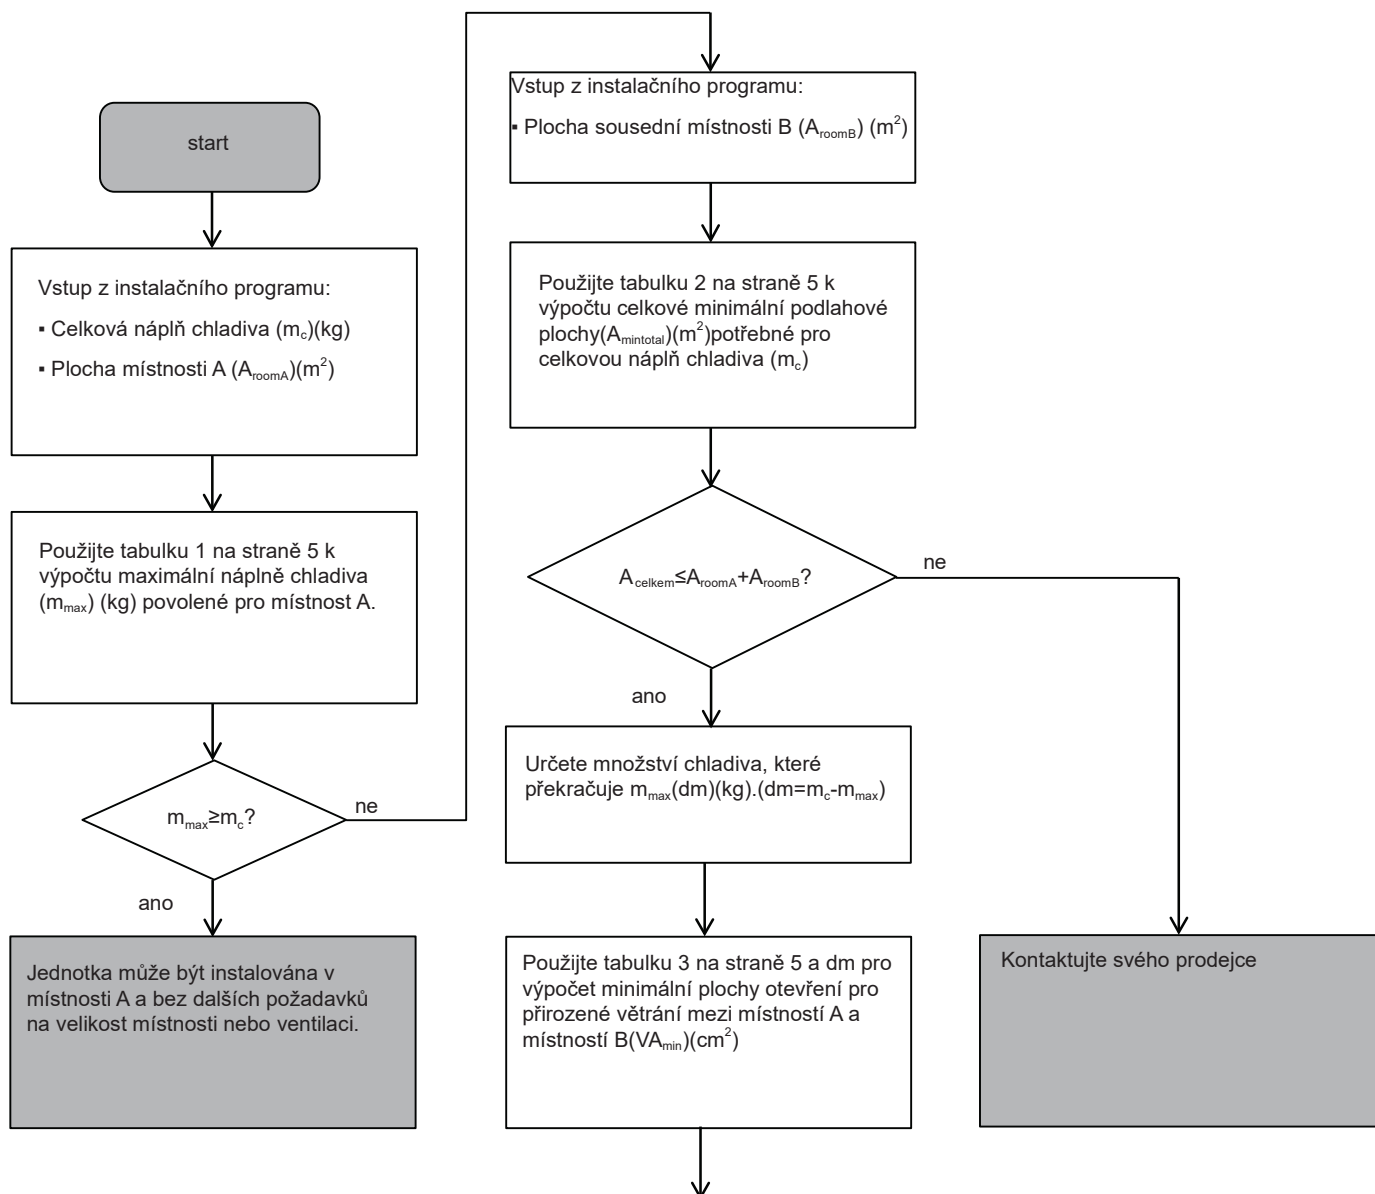 start
Vstup z instalačního programu:
▪ Celková náplň chladiva (mc)(kg)
▪ Plocha místnosti A (AroomA)(m²)
Použijte tabulku 1 na straně 5 k
výpočtu maximální náplně chladiva
(mmax) (kg) povolené pro místnost A.
mmax≥mc?
ne
ano
Jednotka může být instalována v
místnosti A a bez dalších požadavků
na velikost místnosti nebo ventilaci.
Vstup z instalačního programu:
▪ Plocha sousední místnosti B (AroomB) (m²)
Použijte tabulku 2 na straně 5 k
výpočtu celkové minimální podlahové
plochy(Amintotal)(m²)potřebné pro
celkovou náplň chladiva (mc)
Acelkem≤AroomA+AroomB?
ne
ano
Určete množství chladiva, které
překračuje mmax(dm)(kg).(dm=mc-mmax)
Použijte tabulku 3 na straně 5 a dm pro
výpočet minimální plochy otevření pro
přirozené větrání mezi místností A a
místností B(VAmin)(cm²)
Kontaktujte svého prodejce